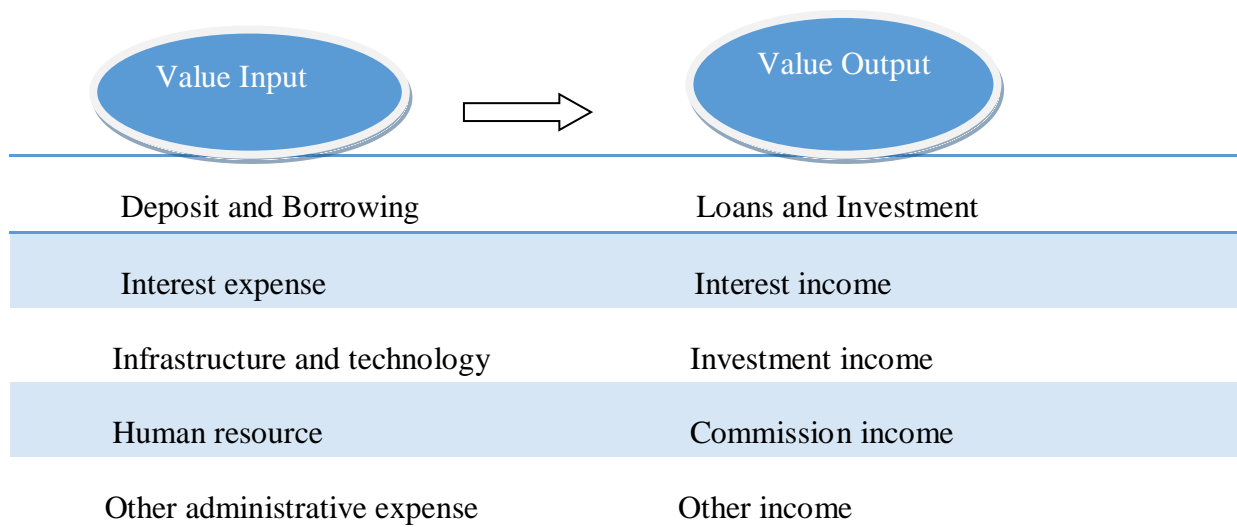 Value Input
Value Output
Deposit and Borrowing
Loans and Investment
Interest expense
Interest income
Infrastructure and technology
Investment income
Human resource
Commission income
Other administrative expense
Other income